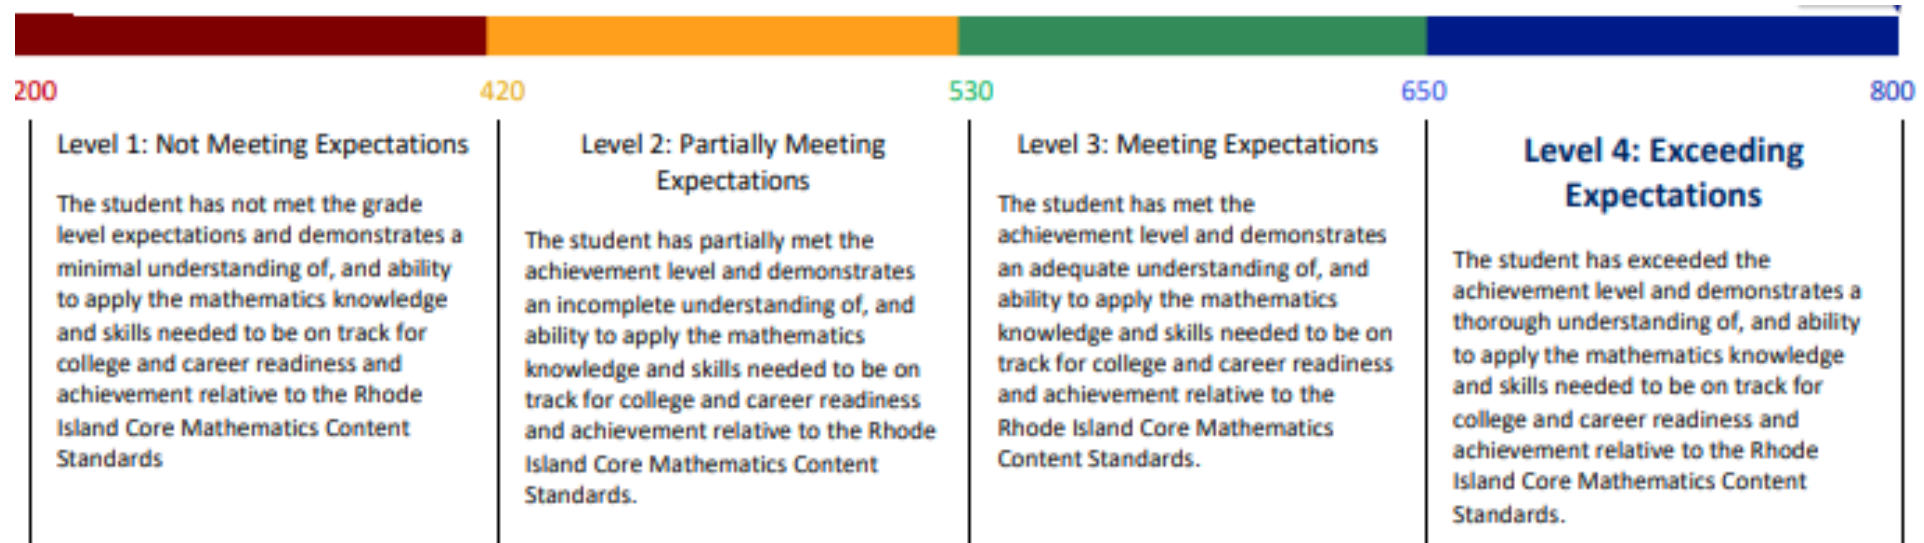 200
420
530
650
800
Level 1: Not Meeting Expectations
The student has not met the grade
level expectations and demonstrates a
minimal understanding of, and ability
to apply the mathematics knowledge
and skills needed to be on track for
college and career readiness and
achievement relative to the Rhode
Island Core Mathematics Content
Standards
Level 2: Partially Meeting
Expectations
The student has partially met the
achievement level and demonstrates
an incomplete understanding of, and
ability to apply the mathematics
knowledge and skills needed to be on
track for college and career readiness
and achievement relative to the Rhode
Island Core Mathematics Content
Standards.
Level 3: Meeting Expectations
The student has met the
achievement level and demonstrates
an adequate understanding of, and
ability to apply the mathematics
knowledge and skills needed to be on
track for college and career readiness
and achievement relative to the
Rhode Island Core Mathematics
Content Standards.
Level 4: Exceeding
Expectations
The student has exceeded the
achievement level and demonstrates a
thorough understanding of, and ability
to apply the mathematics knowledge
and skills needed to be on track for
college and career readiness and
achievement relative to the Rhode
Island Core Mathematics Content
Standards.